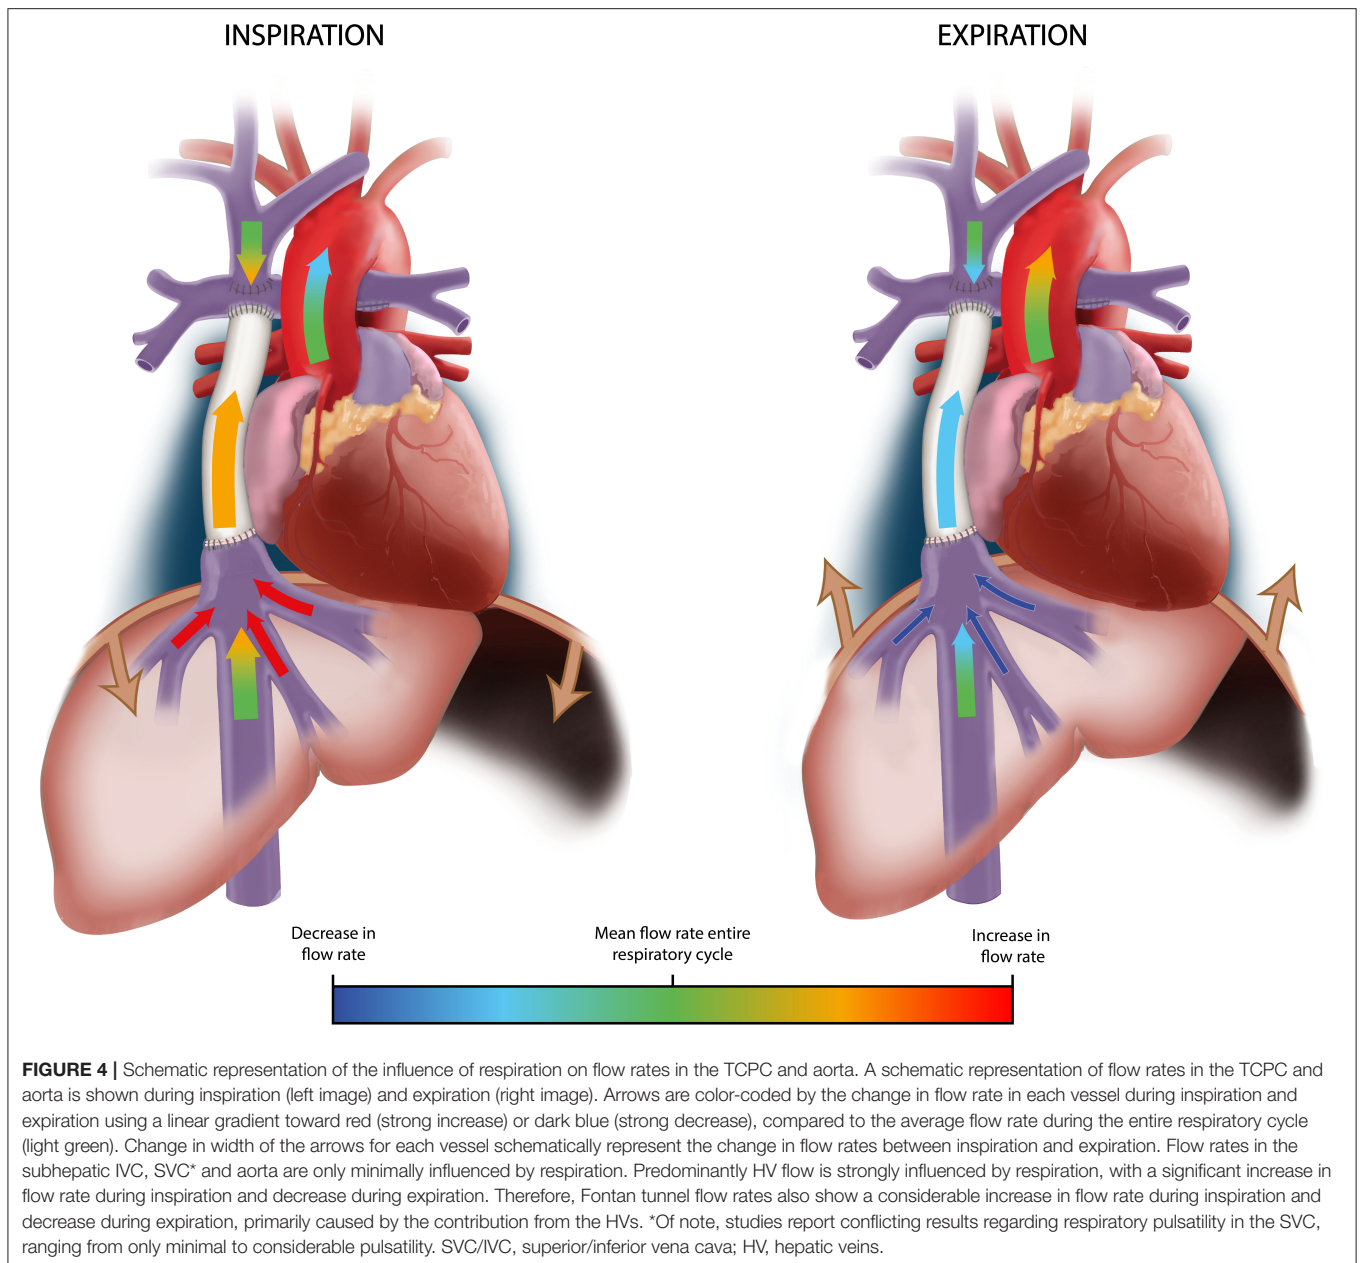 INSPIRATION
EXPIRATION
Decrease in
flow rate
Mean flow rate entire
respiratory cycle
Increase in
flow rate
FIGURE 4 | Schematic representation of the influence of respiration on flow rates in the TCPC and aorta. A schematic representation of flow rates in the TCPC and
aorta is shown during inspiration (left image) and expiration (right image). Arrows are color-coded by the change in flow rate in each vessel during inspiration and
expiration using a linear gradient toward red (strong increase) or dark blue (strong decrease), compared to the average flow rate during the entire respiratory cycle
(light green). Change in width of the arrows for each vessel schematically represent the change in flow rates between inspiration and expiration. Flow rates in the
subhepatic IVC, SVC* and aorta are only minimally influenced by respiration. Predominantly HV flow is strongly influenced by respiration, with a significant increase in
flow rate during inspiration and decrease during expiration. Therefore, Fontan tunnel flow rates also show a considerable increase in flow rate during inspiration and
decrease during expiration, primarily caused by the contribution from the HVs. *Of note, studies report conflicting results regarding respiratory pulsatility in the SVC,
ranging from only minimal to considerable pulsatility. SVC/IVC, superior/inferior vena cava; HV, hepatic veins.